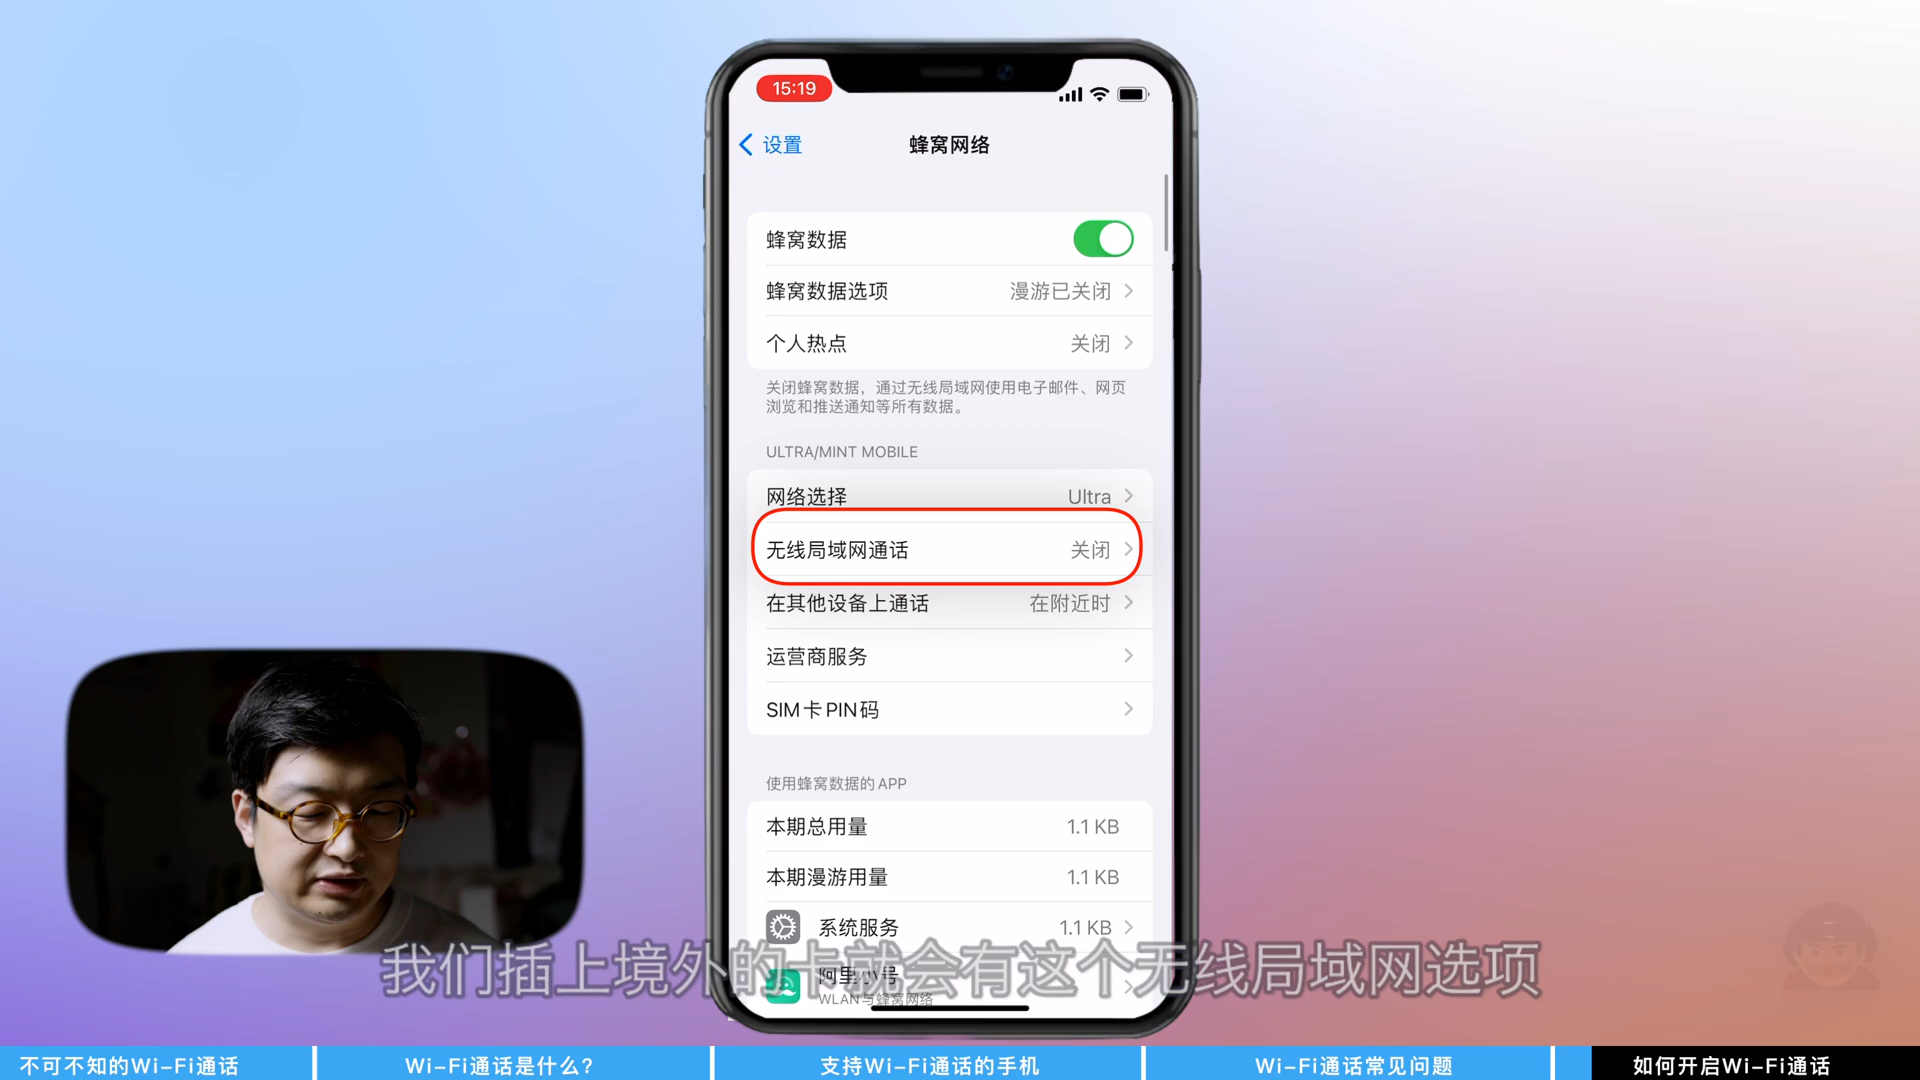 15:19
设置
蜂窝网络
蜂窝数据
蜂窝数据选项 漫游已关闭
个人热点 关闭
关闭蜂窝数据，通过无线局域网使用电子邮件、网页
浏览和推送通知等所有数据。
ULTRA/MINT MOBILE
网络选择 Ultra
无线局域网通话 关闭
在其他设备上通话 在附近时
运营商服务
SIM卡PIN码
使用蜂窝数据的APP
本期总用量 1.1 KB
本期漫游用量 1.1 KB
系统服务 1.1 KB
阿里小号
WLAN与蜂窝网络
我们插上境外的卡就会有这个无线局域网选项
不可不知的Wi-Fi通话
Wi-Fi通话是什么？
支持Wi-Fi通话的手机
Wi-Fi通话常见问题
如何开启Wi-Fi通话